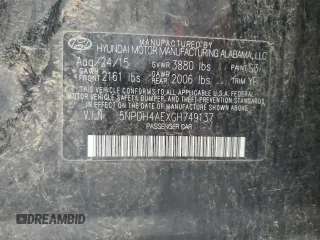 MANUFACTURED BY
HYUNDAI MOTOR MANUFACTURING ALABAMA, LLC
Aug/24/15 GVWR 3880 lbs PAINT
GAWR FRONT 2161 lbs GAWR REAR 2006 lbs TRIM YF
THIS VEHICLE CONFORMS TO ALL APPLICABLE U.S.A. FEDERAL
MOTOR VEHICLE SAFETY, BUMPER, AND THEFT PREVENTION
STANDARDS IN EFFECT ON THE DATE OF MANUFACTURE
SHOWN ABOVE.
V.I.N 5NPDH4AEXGH749137
PASSENGER CAR
© DREAMBID
DREAMBID